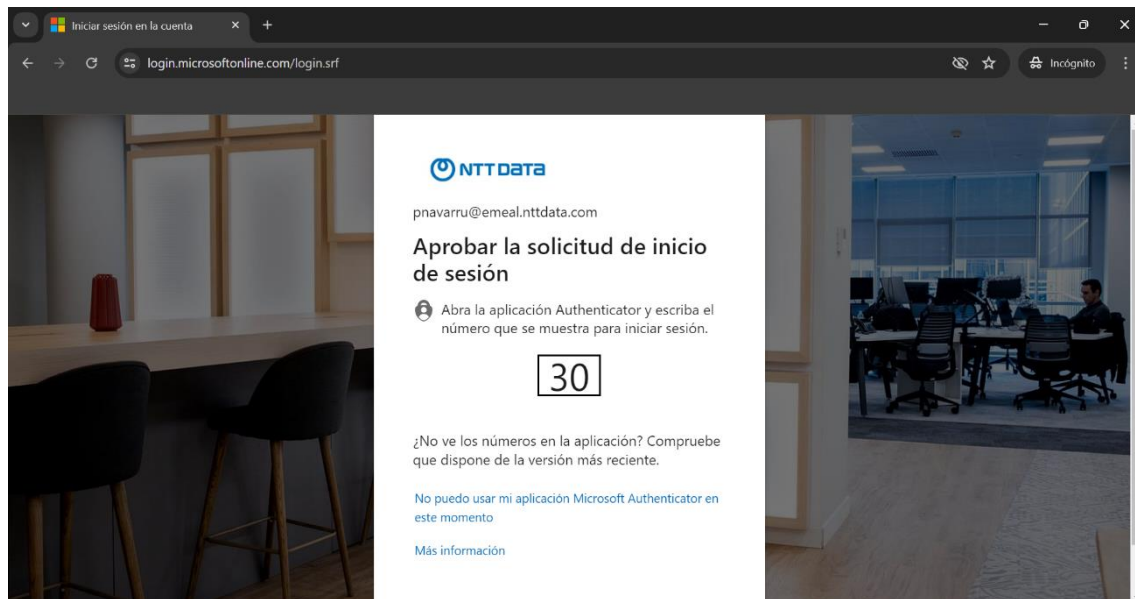 Iniciar sesión en la cuenta
login.microsoftonline.com/login.srf
Incógnito
NTT DATA
pnavarru@emeal.nttdata.com
Aprobar la solicitud de inicio
de sesión
Abra la aplicación Authenticator y escriba el
número que se muestra para iniciar sesión.
30
¿No ve los números en la aplicación? Compruebe
que dispone de la versión más reciente.
No puedo usar mi aplicación Microsoft Authenticator en
este momento
Más información